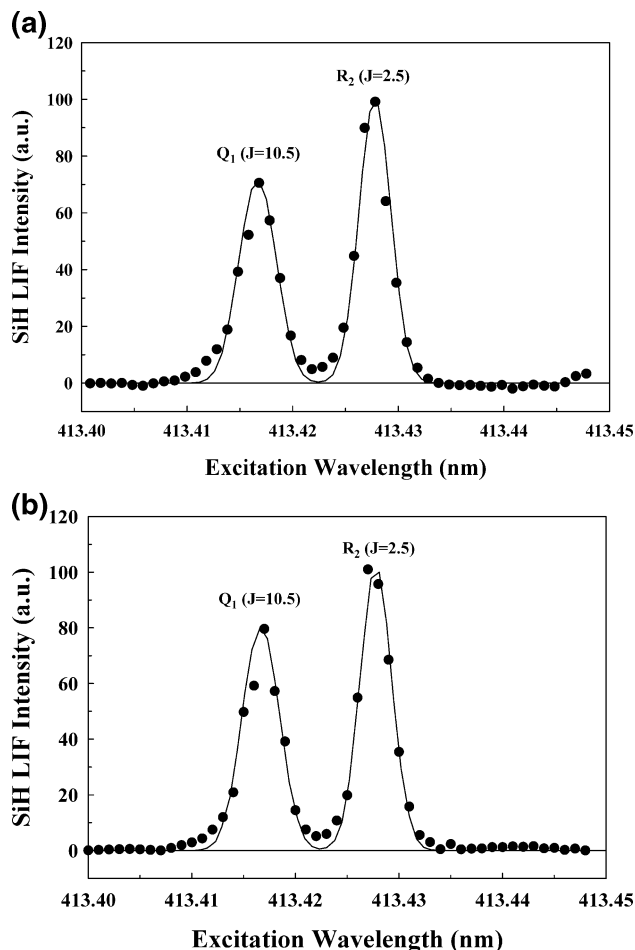 (a)
120
100
80
60
40
20
0
SiH LIF Intensity (a.u.)
R₂ (J=2.5)
Q₁ (J=10.5)
413.40 413.41 413.42 413.43 413.44 413.45
Excitation Wavelength (nm)
(b)
120
100
80
60
40
20
0
SiH LIF Intensity (a.u.)
R₂ (J=2.5)
Q₁ (J=10.5)
413.40 413.41 413.42 413.43 413.44 413.45
Excitation Wavelength (nm)